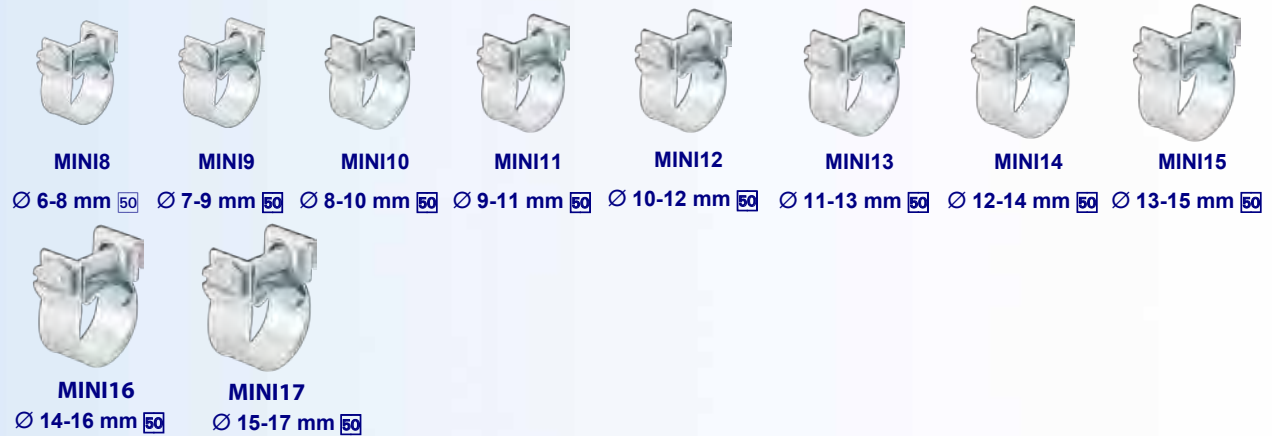 MINI8 MINI9 MINI10 MINI11 MINI12 MINI13 MINI14 MINI15
∅ 6-8 mm 50 ∅ 7-9 mm 50 ∅ 8-10 mm 50 ∅ 9-11 mm 50 ∅ 10-12 mm 50 ∅ 11-13 mm 50 ∅ 12-14 mm 50 ∅ 13-15 mm 50
MINI16 MINI17
∅ 14-16 mm 50 ∅ 15-17 mm 50